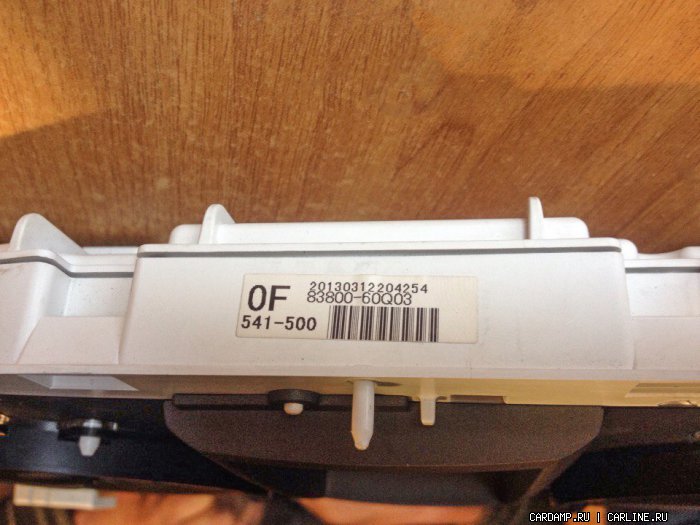 0F
20130312204254
83800-60Q03
541-500
CARDAMP.RU | CARLINE.RU